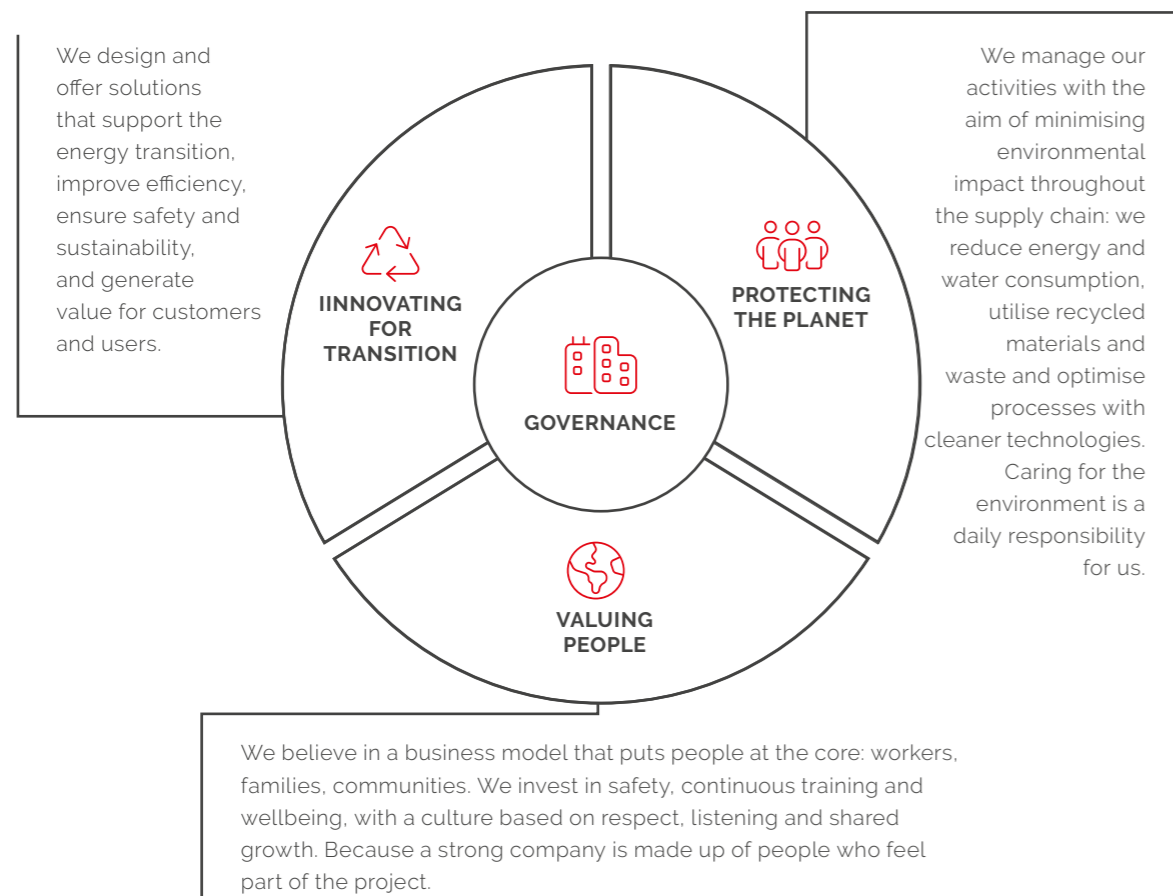 We design and
offer solutions
that support the
energy transition,
improve efficiency,
ensure safety and
sustainability,
and generate
value for customers
and users.
We manage our
activities with the
aim of minimising
environmental
impact throughout
the supply chain: we
reduce energy and
water consumption,
utilise recycled
materials and
waste and optimise
processes with
cleaner technologies.
Caring for the
environment is a
daily responsibility
for us.
IINNOVATING
FOR
TRANSITION
PROTECTING
THE PLANET
GOVERNANCE
VALUING
PEOPLE
We believe in a business model that puts people at the core: workers,
families, communities. We invest in safety, continuous training and
wellbeing, with a culture based on respect, listening and shared
growth. Because a strong company is made up of people who feel
part of the project.